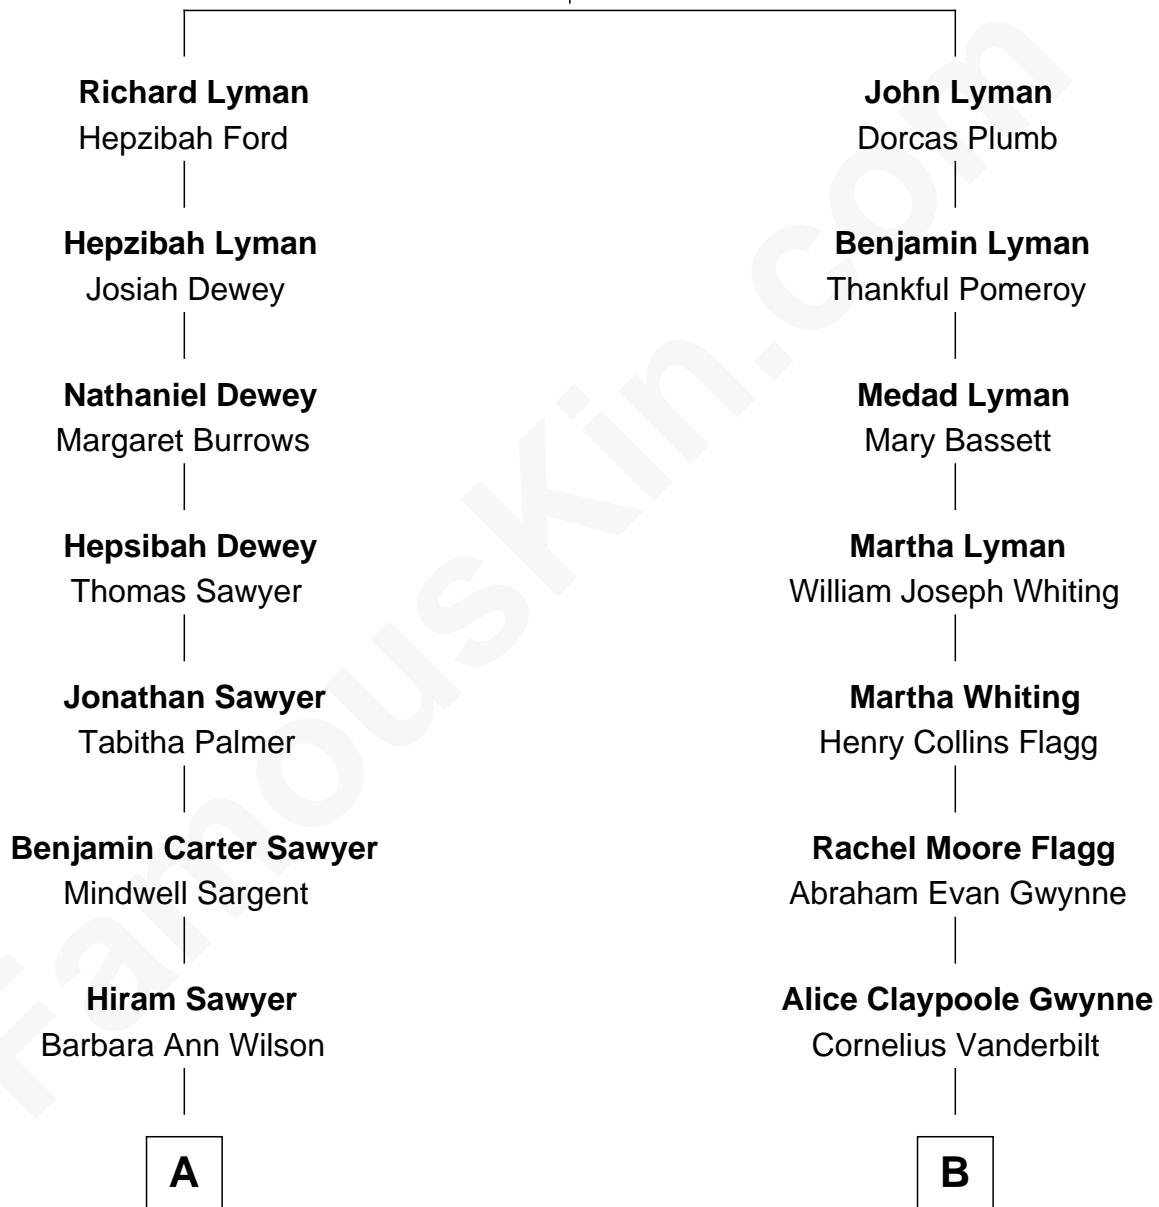 Richard Lyman
Hepzibah Ford
Hepzibah Lyman
Josiah Dewey
Nathaniel Dewey
Margaret Burrows
Hepsibah Dewey
Thomas Sawyer
Jonathan Sawyer
Tabitha Palmer
Benjamin Carter Sawyer
Mindwell Sargent
Hiram Sawyer
Barbara Ann Wilson
A
John Lyman
Dorcas Plumb
Benjamin Lyman
Thankful Pomeroy
Medad Lyman
Mary Bassett
Martha Lyman
William Joseph Whiting
Martha Whiting
Henry Collins Flagg
Rachel Moore Flagg
Abraham Evan Gwynne
Alice Claypoole Gwynne
Cornelius Vanderbilt
B
FamousKin.com